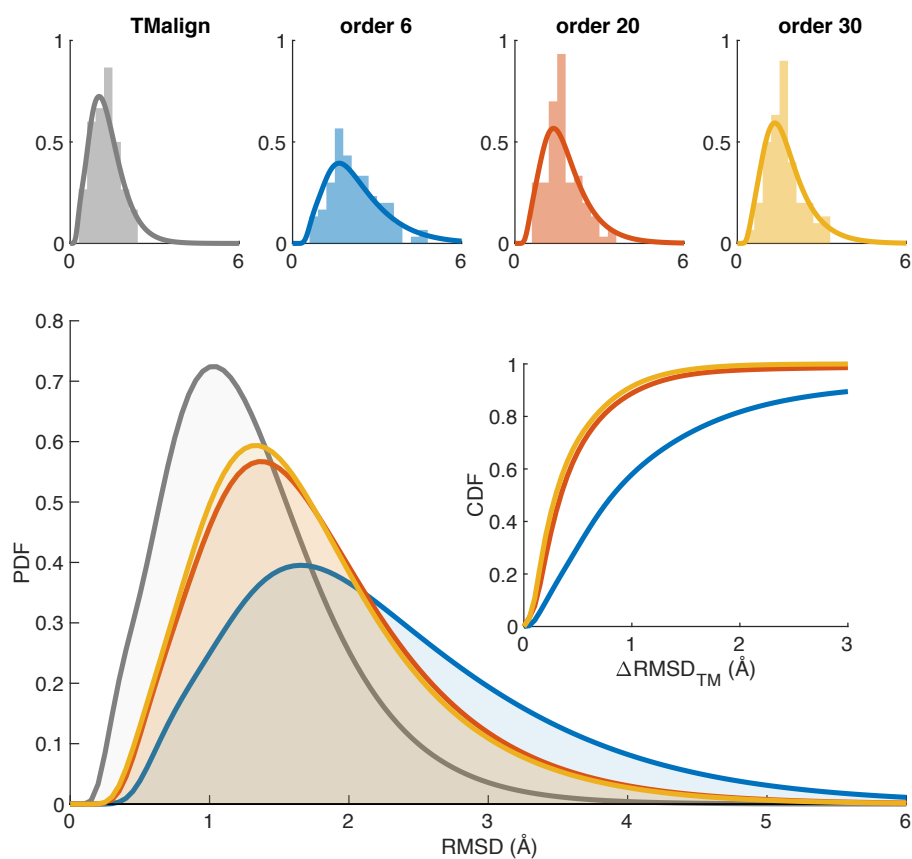 TMalign order 6 order 20 order 30
1 1 1 1
0.5 0.5 0.5 0.5
0 0 0 0
0 6 0 6 0 6 0 6
0.8
0.7
0.6
0.5
0.4
0.3
0.2
0.1
0
PDF
0 1 2 3 4 5 6
RMSD (Å)
1
0.8
0.6
0.4
0.2
0
CDF
0 1 2 3
ΔRMSD_TM (Å)